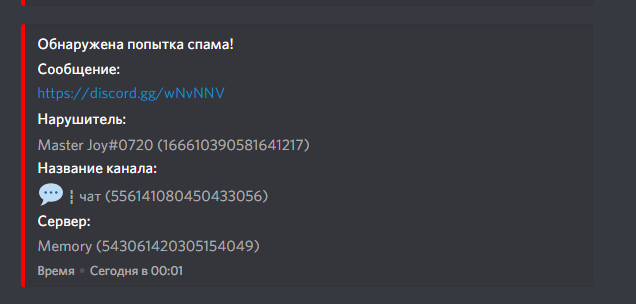 Обнаружена попытка спама!
Сообщение:
https://discord.gg/wNvNNV
Нарушитель:
Master Joy#0720 (166610390581641217)
Название канала:
💬┇чат (556141080450433056)
Сервер:
Memory (543061420305154049)
Время • Сегодня в 00:01